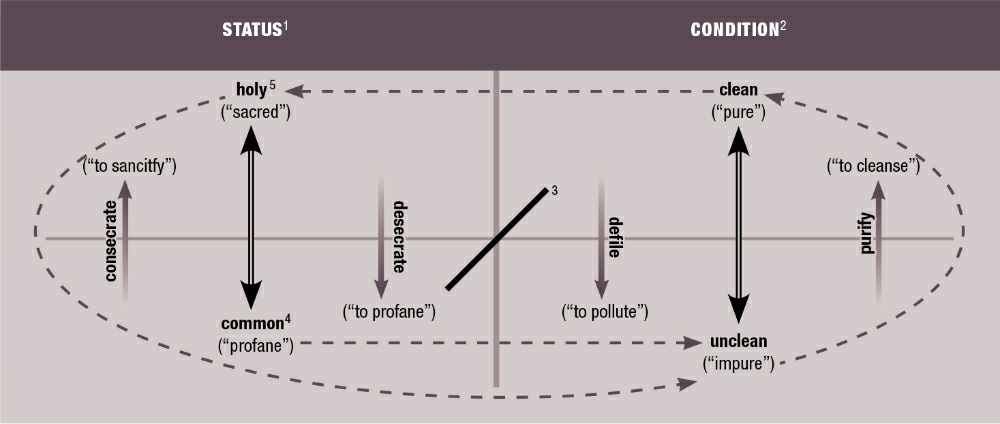 STATUS1
CONDITION2
holy5
("sacred")
clean
("pure")
("to sancitfy")
("to cleanse")
consecrate
desecrate
3
defile
purify
("to profane")
("to pollute")
common4
("profane")
unclean
("impure")